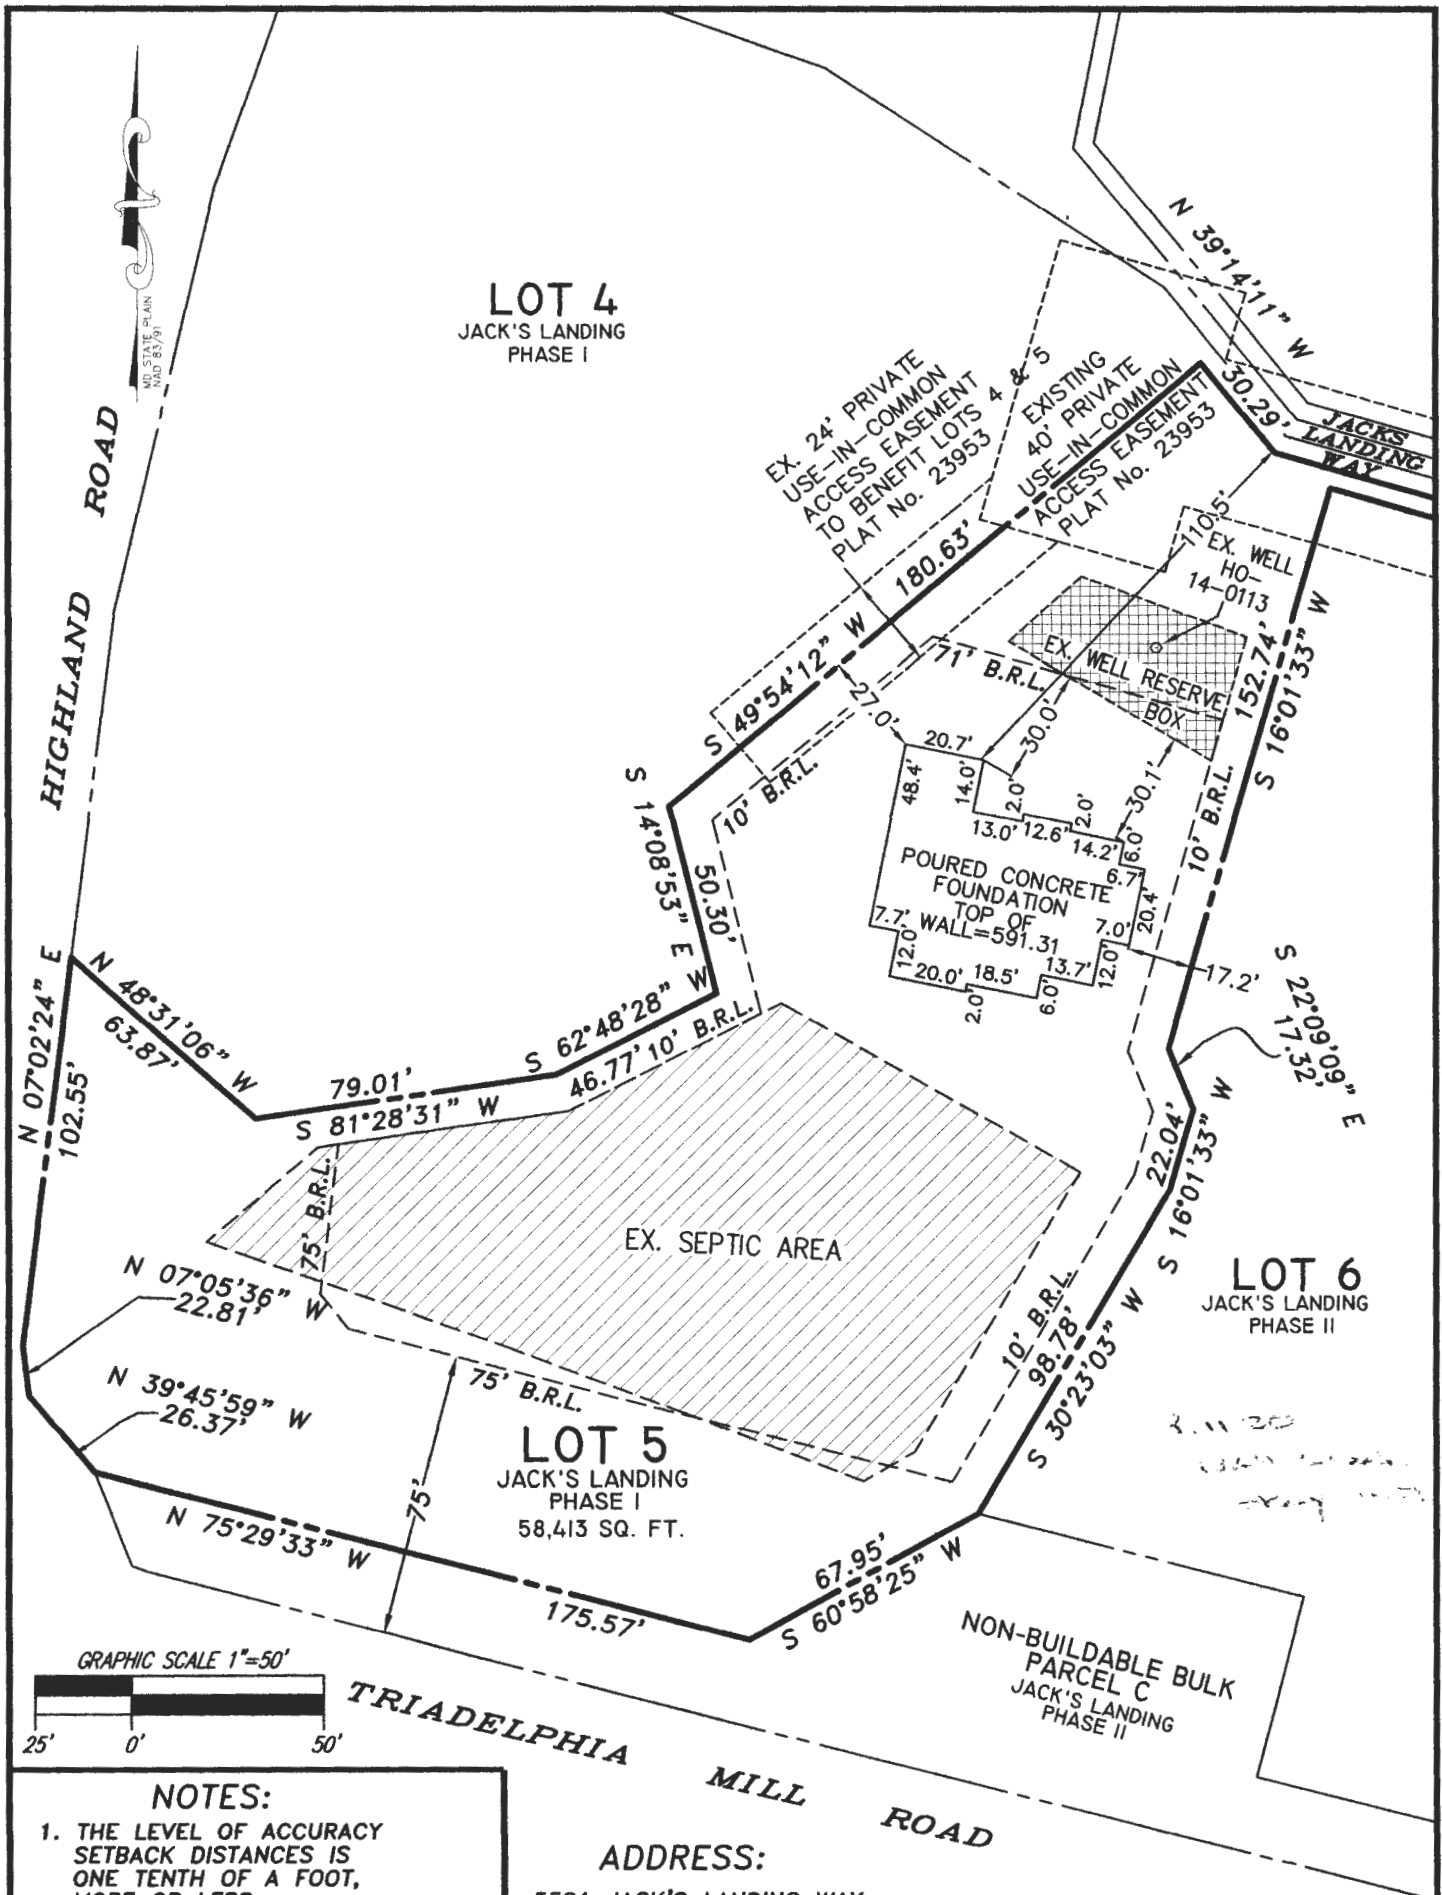 N 39°14'11" W
MD STATE PLAIN
NAD 83/91
LOT 4
JACK'S LANDING
PHASE I
HIGHLAND ROAD
EX. 24' PRIVATE
USE-IN-COMMON
ACCESS EASEMENT
TO BENEFIT LOTS 4 & 5
PLAT No. 23953
EXISTING
40' PRIVATE
USE-IN-COMMON
ACCESS EASEMENT
PLAT No. 23953
30.29'
JACKS
LANDING
WAY
110.5'
EX. WELL
HO-
14-0113
180.63'
S 49°54'12" W
71' B.R.L.
EX. WELL RESERVE
BOX
152.74'
S 16°01'33" W
27.0'
30.0'
30.1'
20.7'
48.4'
14.0'
2.0'
2.0'
13.0'
12.6'
14.2'
6.0'
6.7'
20.4'
10' B.R.L.
10' B.R.L.
S 14°08'53" E
50.30'
POURED CONCRETE
FOUNDATION
TOP OF
WALL=591.31
7.7'
12.0'
20.0'
2.0'
18.5'
6.0'
13.7'
12.0'
7.0'
17.2'
S 22°09'09" E
17.32'
N 48°31'06" W
63.87'
N 07°02'24" E
102.55'
79.01'
S 81°28'31" W
S 62°48'28" W
46.77'
10' B.R.L.
22.04'
S 16°01'33" W
75' B.R.L.
EX. SEPTIC AREA
LOT 6
JACK'S LANDING
PHASE II
N 07°05'36" W
22.81'
N 39°45'59" W
26.37'
10' B.R.L.
98.78'
S 30°23'03" W
75' B.R.L.
75'
LOT 5
JACK'S LANDING
PHASE I
58,413 SQ. FT.
N 75°29'33" W
175.57'
67.95'
S 60°58'25" W
NON-BUILDABLE BULK
PARCEL C
JACK'S LANDING
PHASE II
GRAPHIC SCALE 1"=50'
25' 0' 50'
TRIADELPHIA MILL ROAD
NOTES:
1. THE LEVEL OF ACCURACY
SETBACK DISTANCES IS
ONE TENTH OF A FOOT,
MORE OR LESS
ADDRESS:
JACK'S LANDING WAY